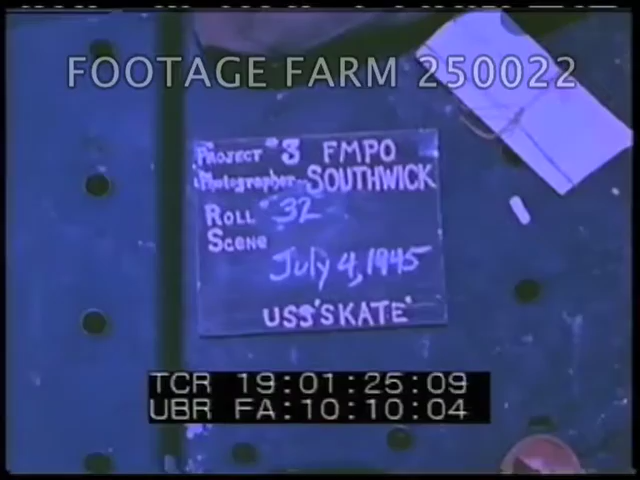 FOOTAGE FARM 250022
PROJECT #3 FMPO
Photographer- SOUTHWICK
ROLL #32
SCENE
July 4, 1945
USS 'SKATE'
TCR 19:01:25:09
UBR FA:10:10:04